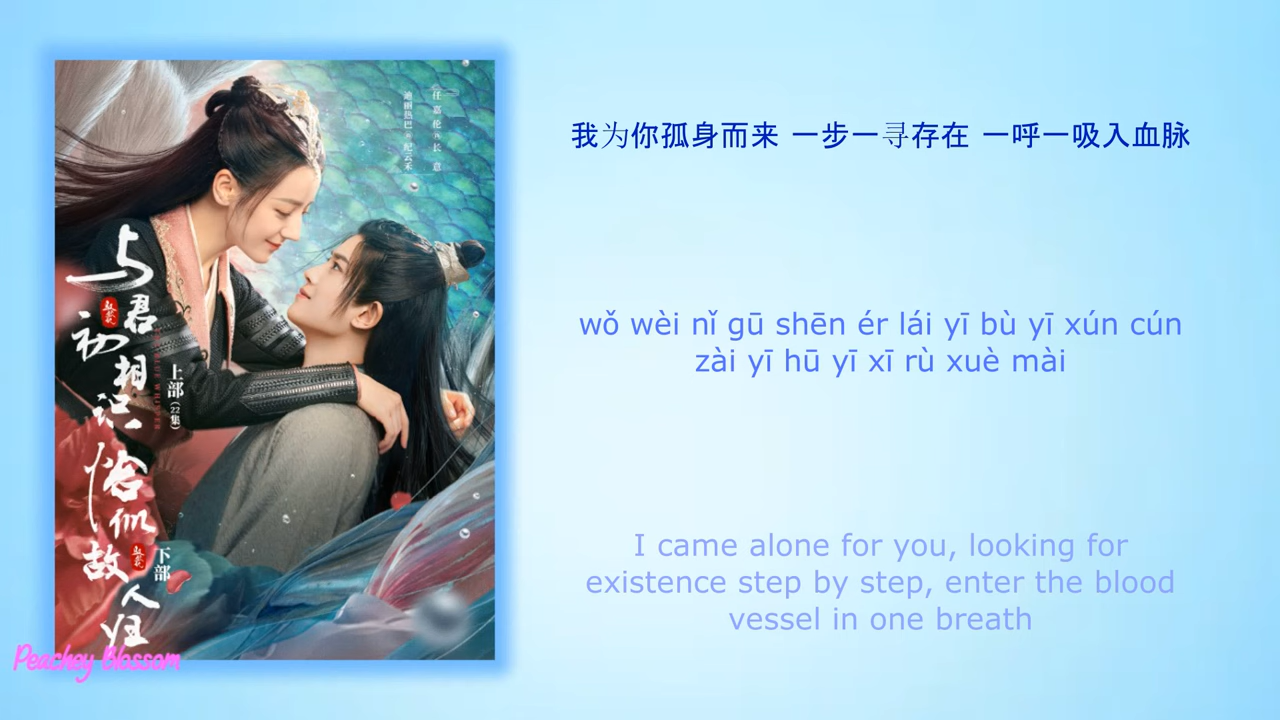 任嘉伦 长意
迪丽热巴 纪云禾
与君
初相识
上部(22集)
恰似
故人归
下部
Peachey Blossom
我为你孤身而来 一步一寻存在 一呼一吸入血脉
wǒ wèi nǐ gū shēn ér lái yī bù yī xún cún
zài yī hū yī xī rù xuè mài
I came alone for you, looking for
existence step by step, enter the blood
vessel in one breath